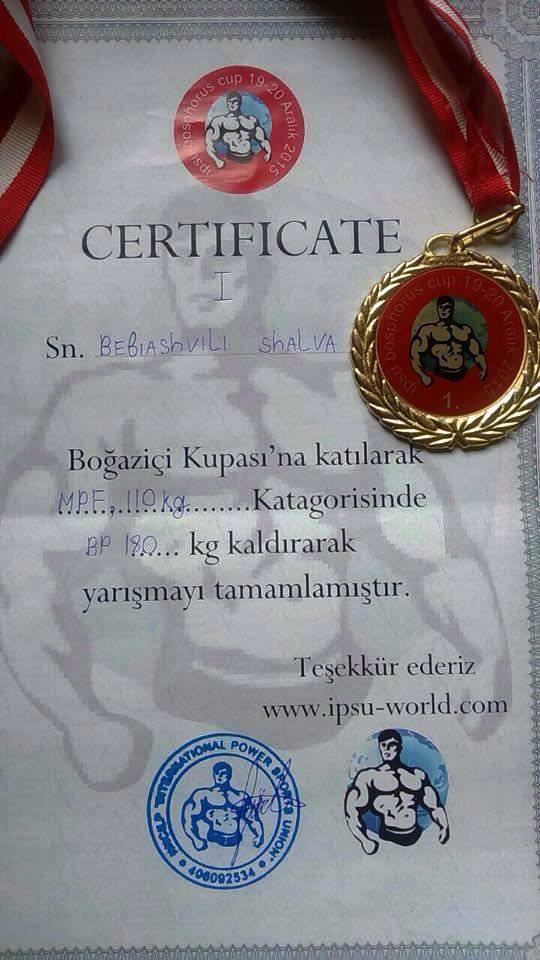 ipsu bosphorus cup 19-20 Aralık 2015
CERTIFICATE
I
Sn. BEBIAShVILI ShALVA
ipsu bosphorus cup 19-20 Aralık 2015
1.
Boğaziçi Kupası'na katılarak
MPF, 110 kg........Katagorisinde
BP 180... kg kaldırarak
yarışmayı tamamlamıştır.
Teşekkür ederiz
www.ipsu-world.com
"INTERNATIONAL POWER SPORTS UNION"
406092534